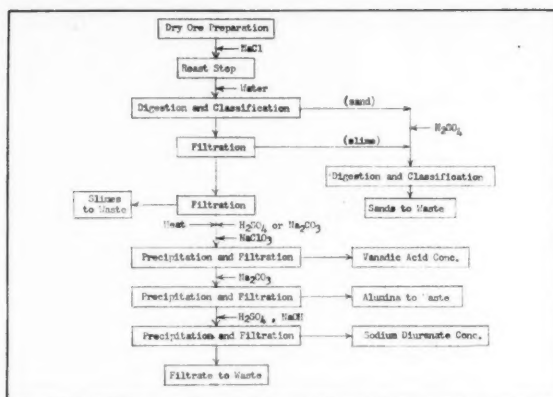 Dry Ore Preparation
NaCl
Roast Step
Water
Digestion and Classification
(sand)
H2SO4
Filtration
(slime)
Digestion and Classification
Slimes
to Waste
Filtration
Sands to Waste
Heat
H2SO4 or Na2CO3
NaClO3
Precipitation and Filtration
Vanadic Acid Conc.
Na2CO3
Precipitation and Filtration
Alumina to Waste
H2SO4, NaOH
Precipitation and Filtration
Sodium Diuranate Conc.
Filtrate to Waste